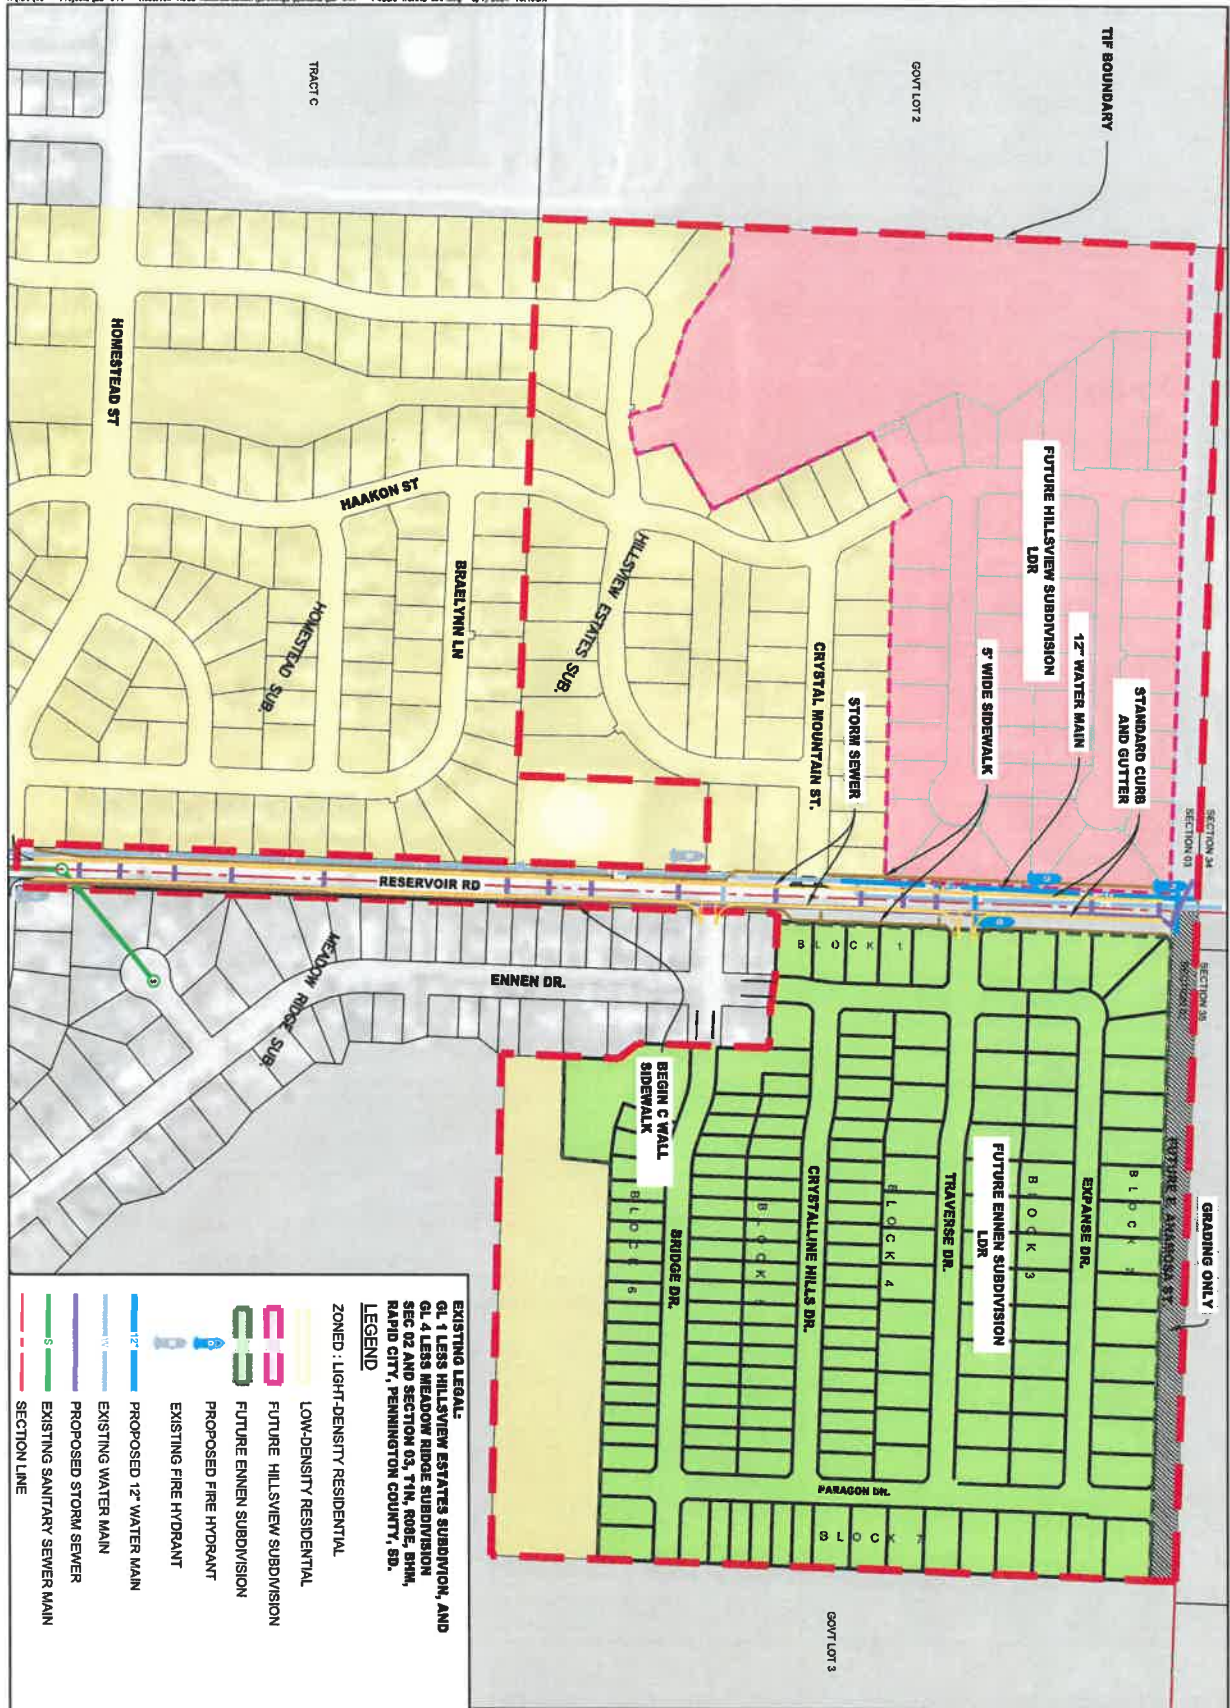 TIF BOUNDARY
GOVT LOT 2
TRACT C
SECTION 34
SECTION 03
SECTION 35
GRADING ONLY
FUTURE E ANAMOSA ST
STANDARD CURB
AND GUTTER
12" WATER MAIN
5' WIDE SIDEWALK
STORM SEWER
FUTURE HILLSVIEW SUBDIVISION
LDR
CRYSTAL MOUNTAIN ST.
HILLSVIEW ESTATES SUB.
HAAKON ST
BRAELYNN LN
HOMESTEAD SUB.
HOMESTEAD ST
RESERVOIR RD
ENNEN DR.
MEADOW RIDGE SUB.
BEGIN C WALL
SIDEWALK
BLOCK 1
BLOCK
EXPANSE DR.
BLOCK 3
FUTURE ENNEN SUBDIVISION
LDR
TRAVERSE DR.
BLOCK 4
CRYSTALLINE HILLS DR.
BLOCK
BRIDGE DR.
BLOCK 6
PARAGON DR.
BLOCK 7
GOVT LOT 3
EXISTING LEGAL:
GL 1 LESS HILLSVIEW ESTATES SUBDIVISION, AND
GL 4 LESS MEADOW RIDGE SUBDIVISION
SEC 02 AND SECTION 03, T1N, R08E, BHM,
RAPID CITY, PENNINGTON COUNTY, SD.
LEGEND
ZONED : LIGHT-DENSITY RESIDENTIAL
LOW-DENSITY RESIDENTIAL
FUTURE HILLSVIEW SUBDIVISION
FUTURE ENNEN SUBDIVISION
PROPOSED FIRE HYDRANT
EXISTING FIRE HYDRANT
12" PROPOSED 12" WATER MAIN
W EXISTING WATER MAIN
PROPOSED STORM SEWER
S EXISTING SANITARY SEWER MAIN
SECTION LINE